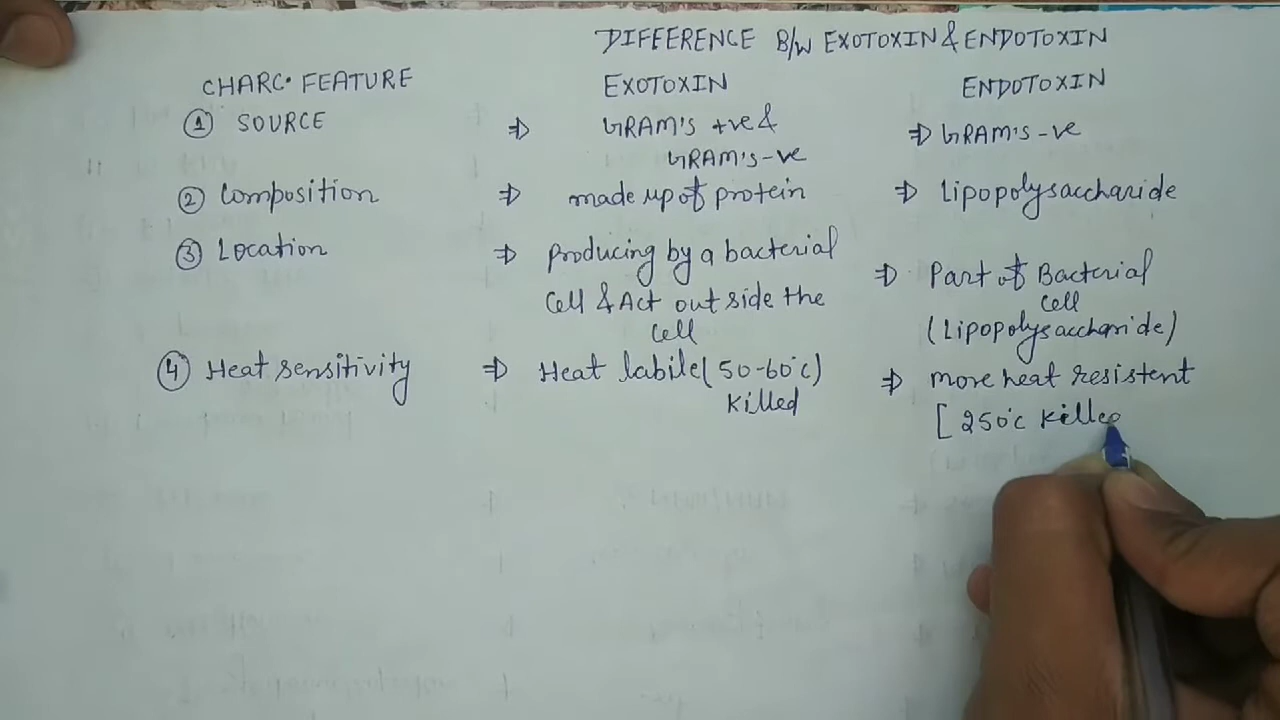 DIFFERENCE B/W EXOTOXIN & ENDOTOXIN
CHARC. FEATURE EXOTOXIN ENDOTOXIN
① SOURCE ⇒ GRAM'S +ve & ⇒ GRAM'S -ve
GRAM'S -ve
② Composition ⇒ made up of protein ⇒ Lipopolysaccharide
③ Location ⇒ Producing by a bacterial ⇒ Part of Bacterial
Cell & Act out side the Cell
Cell (Lipopolysaccharide)
④ Heat sensitivity ⇒ Heat labile (50-60°C) ⇒ more heat resistent
Killed [250°C Killed